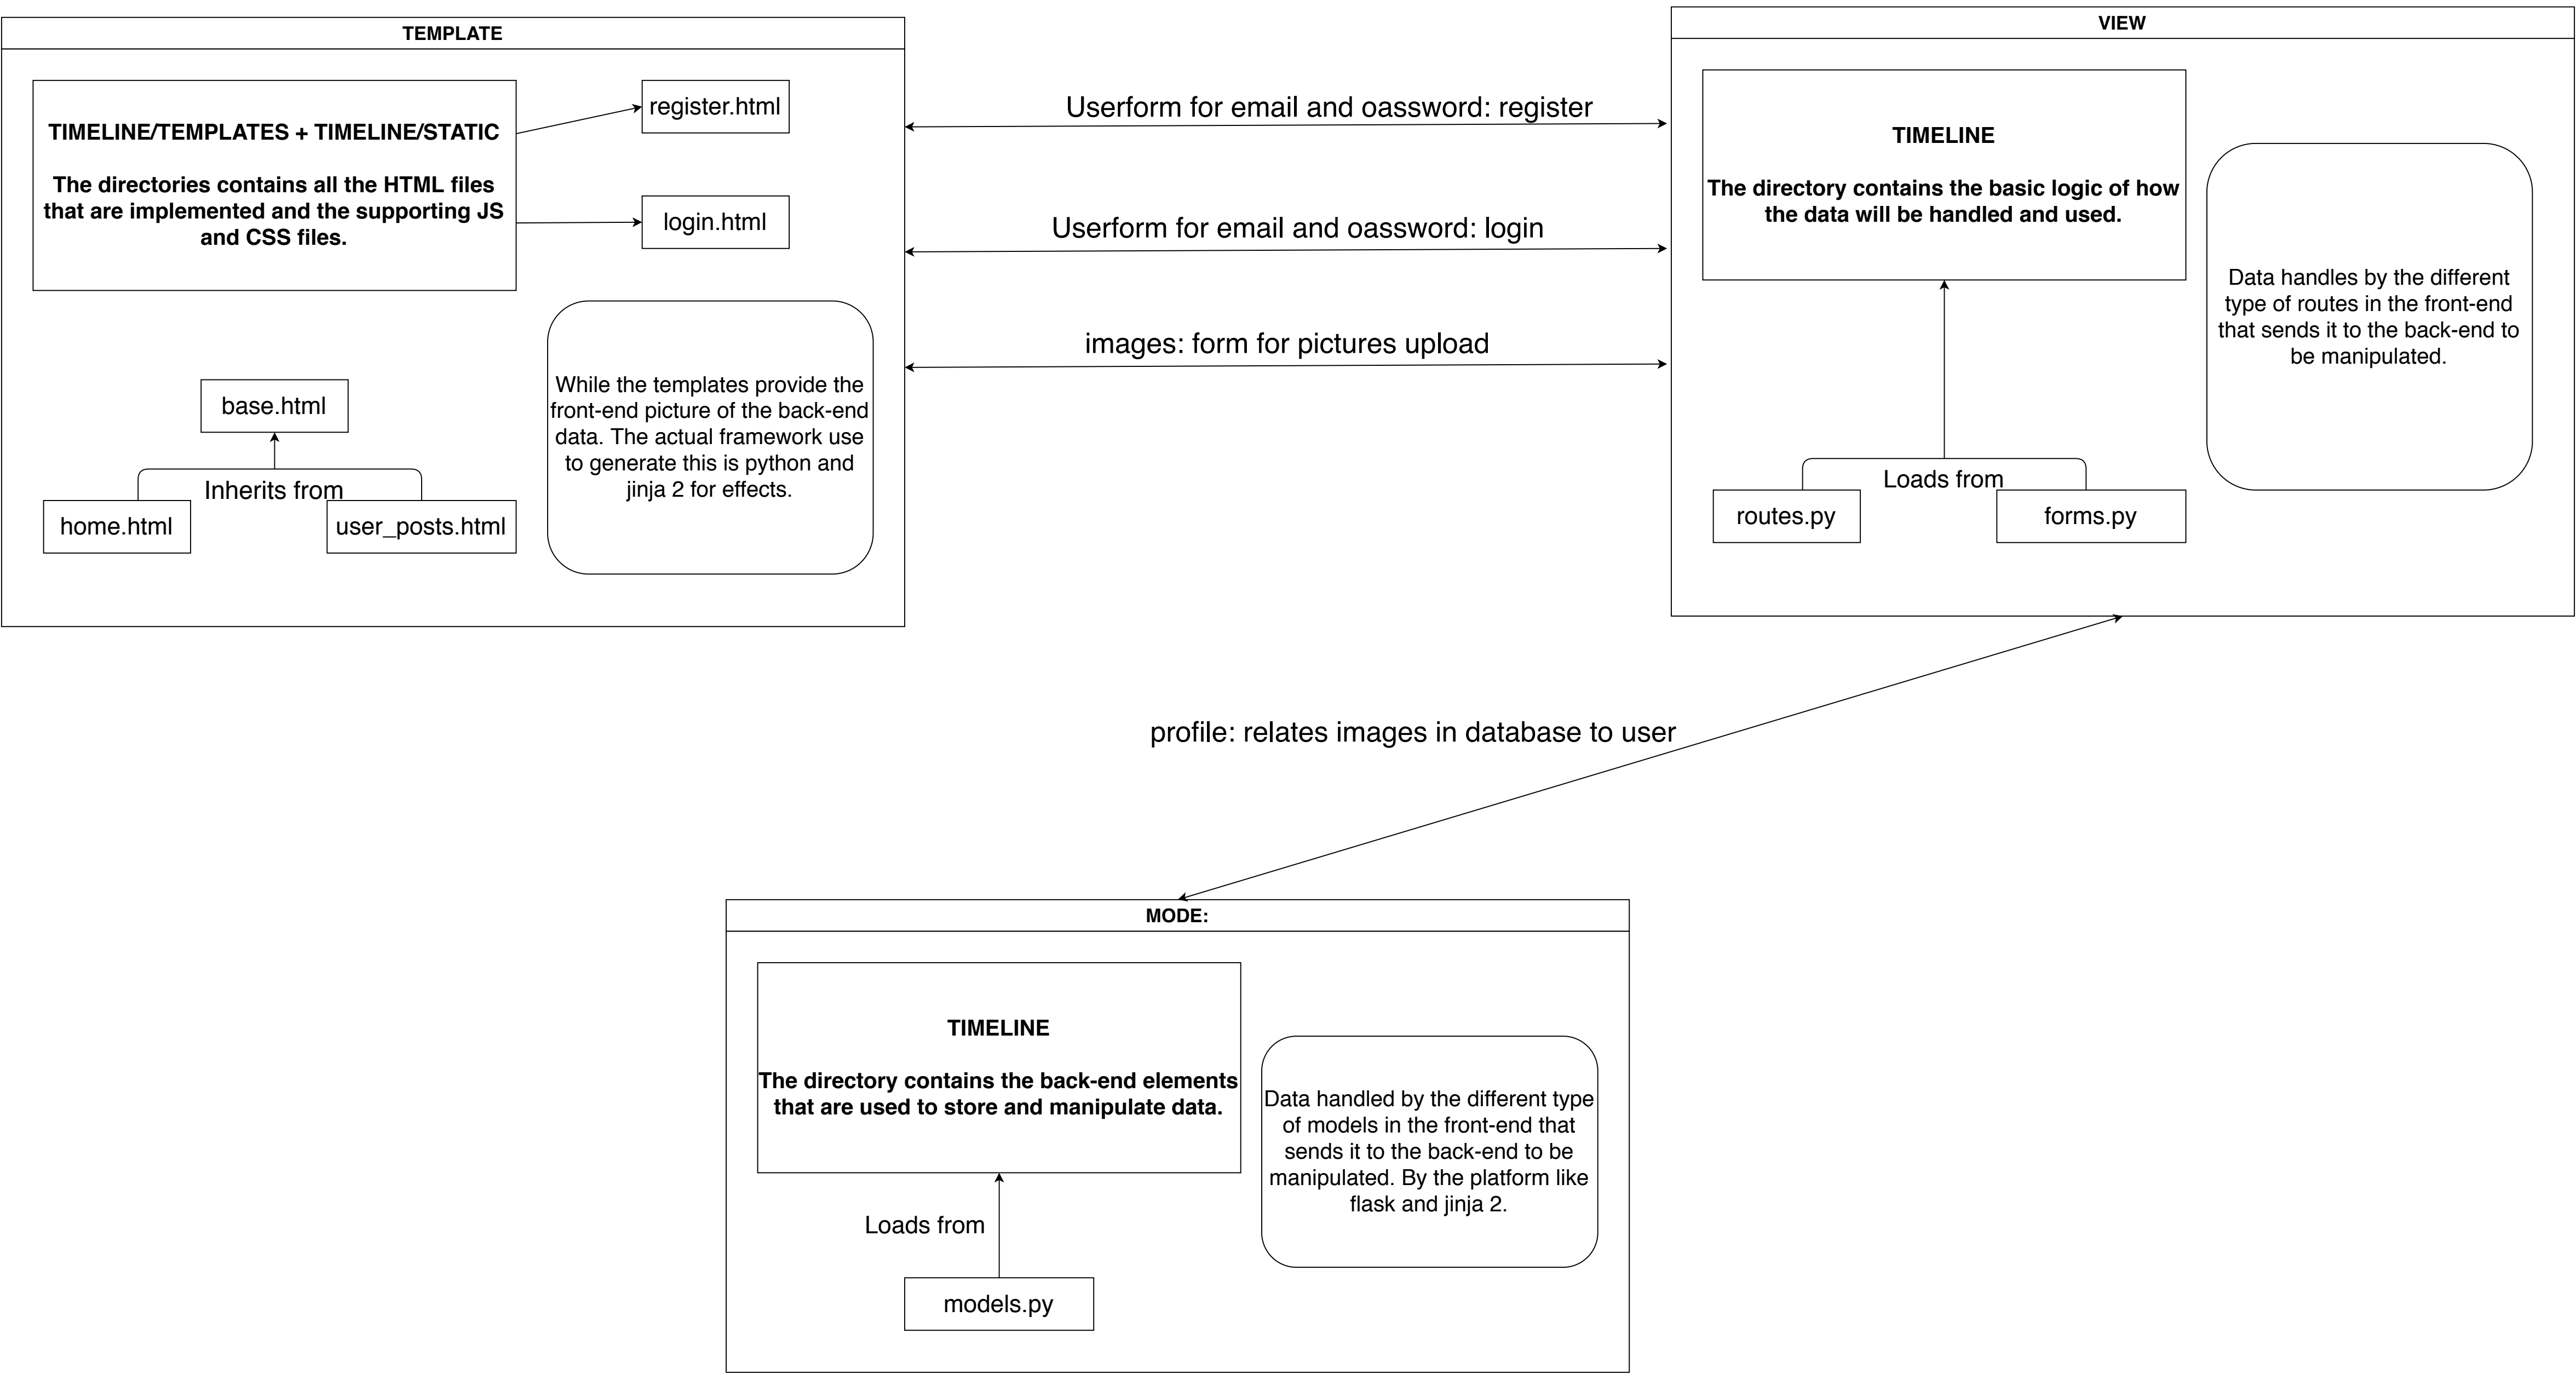 TEMPLATE
TIMELINE/TEMPLATES + TIMELINE/STATIC
The directories contains all the HTML files
that are implemented and the supporting JS
and CSS files.
register.html
login.html
base.html
Inherits from
home.html
user_posts.html
While the templates provide the
front-end picture of the back-end
data. The actual framework use
to generate this is python and
jinja 2 for effects.
Userform for email and oassword: register
Userform for email and oassword: login
images: form for pictures upload
VIEW
TIMELINE
The directory contains the basic logic of how
the data will be handled and used.
Loads from
routes.py
forms.py
Data handles by the different
type of routes in the front-end
that sends it to the back-end to
be manipulated.
profile: relates images in database to user
MODE:
TIMELINE
The directory contains the back-end elements
that are used to store and manipulate data.
Loads from
models.py
Data handled by the different type
of models in the front-end that
sends it to the back-end to be
manipulated. By the platform like
flask and jinja 2.